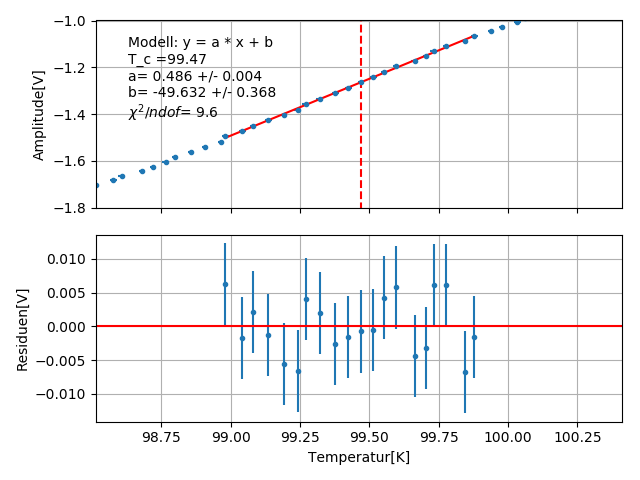 −1.0
−1.2
−1.4
−1.6
−1.8
Amplitude[V]
Modell: y = a * x + b
T_c =99.47
a= 0.486 +/- 0.004
b= -49.632 +/- 0.368
χ²/ndof= 9.6
0.010
0.005
0.000
−0.005
−0.010
Residuen[V]
98.75 99.00 99.25 99.50 99.75 100.00 100.25
Temperatur[K]